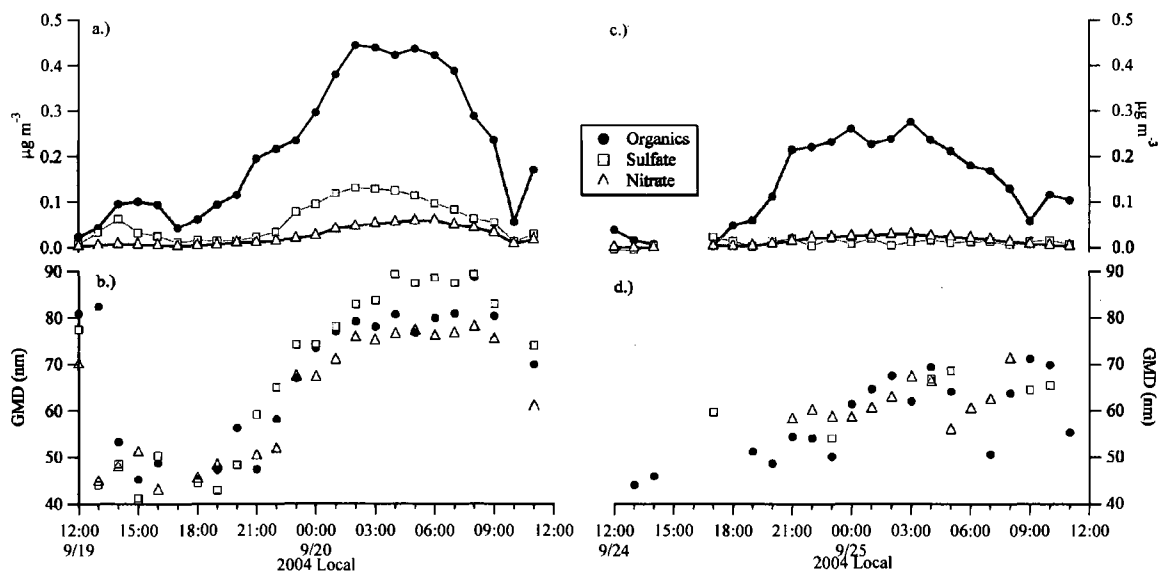 a.)
0.5
0.4
0.3
0.2
0.1
0.0
µg m⁻³
c.)
0.5
0.4
0.3
0.2
0.1
0.0
µg m⁻³
Organics
Sulfate
Nitrate
b.)
90
80
70
60
50
40
GMD (nm)
d.)
90
80
70
60
50
40
GMD (nm)
12:00 15:00 18:00 21:00 00:00 03:00 06:00 09:00 12:00
9/19 9/20
2004 Local
12:00 15:00 18:00 21:00 00:00 03:00 06:00 09:00 12:00
9/24 9/25
2004 Local